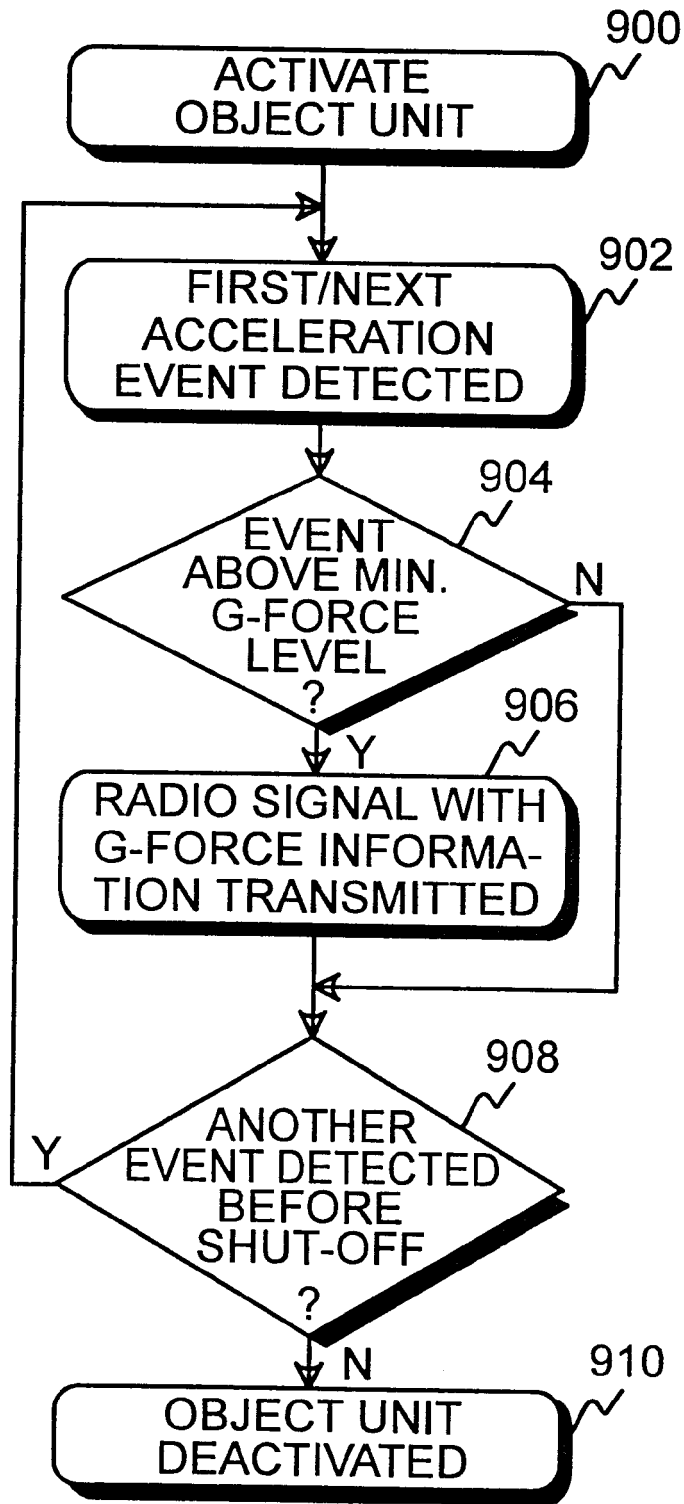 900
ACTIVATE
OBJECT UNIT
902
FIRST/NEXT
ACCELERATION
EVENT DETECTED
904
EVENT
ABOVE MIN.
G-FORCE
LEVEL
?
N
Y
906
RADIO SIGNAL WITH
G-FORCE INFORMA-
TION TRANSMITTED
908
ANOTHER
EVENT DETECTED
BEFORE
SHUT-OFF
?
Y
N
910
OBJECT UNIT
DEACTIVATED